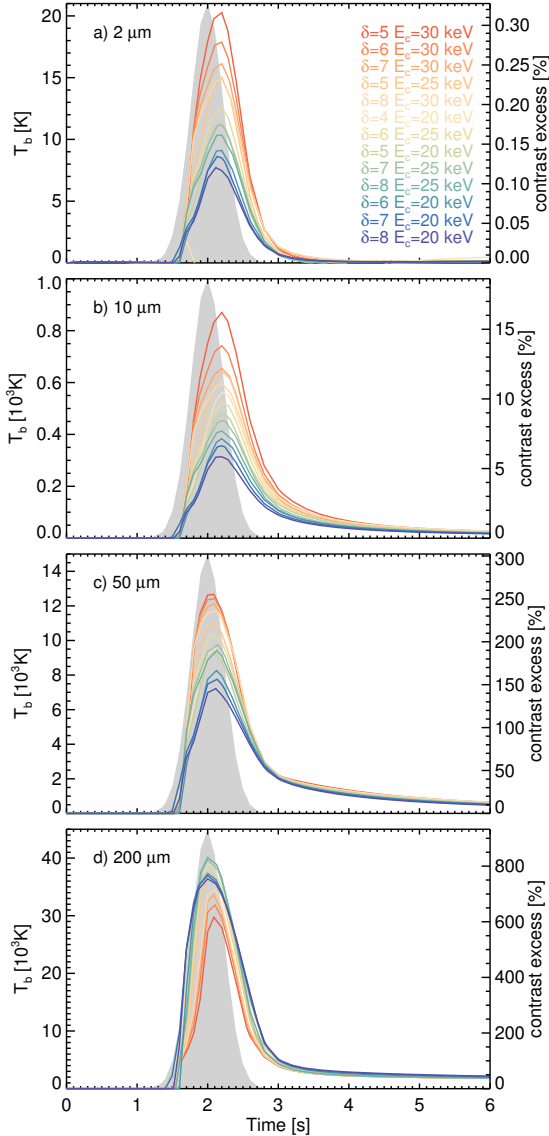 a) 2 μm
20
15
10
5
0
T_b [K]
0.30
0.25
0.20
0.15
0.10
0.05
0.00
contrast excess [%]
δ=5 E_c=30 keV
δ=6 E_c=30 keV
δ=7 E_c=30 keV
δ=5 E_c=25 keV
δ=8 E_c=30 keV
δ=4 E_c=20 keV
δ=6 E_c=25 keV
δ=5 E_c=20 keV
δ=7 E_c=25 keV
δ=8 E_c=25 keV
δ=6 E_c=20 keV
δ=7 E_c=20 keV
δ=8 E_c=20 keV
b) 10 μm
1.0
0.8
0.6
0.4
0.2
0.0
T_b [10³K]
15
10
5
0
contrast excess [%]
c) 50 μm
14
12
10
8
6
4
2
0
T_b [10³K]
300
250
200
150
100
50
0
contrast excess [%]
d) 200 μm
40
30
20
10
0
T_b [10³K]
800
600
400
200
0
contrast excess [%]
0 1 2 3 4 5 6
Time [s]